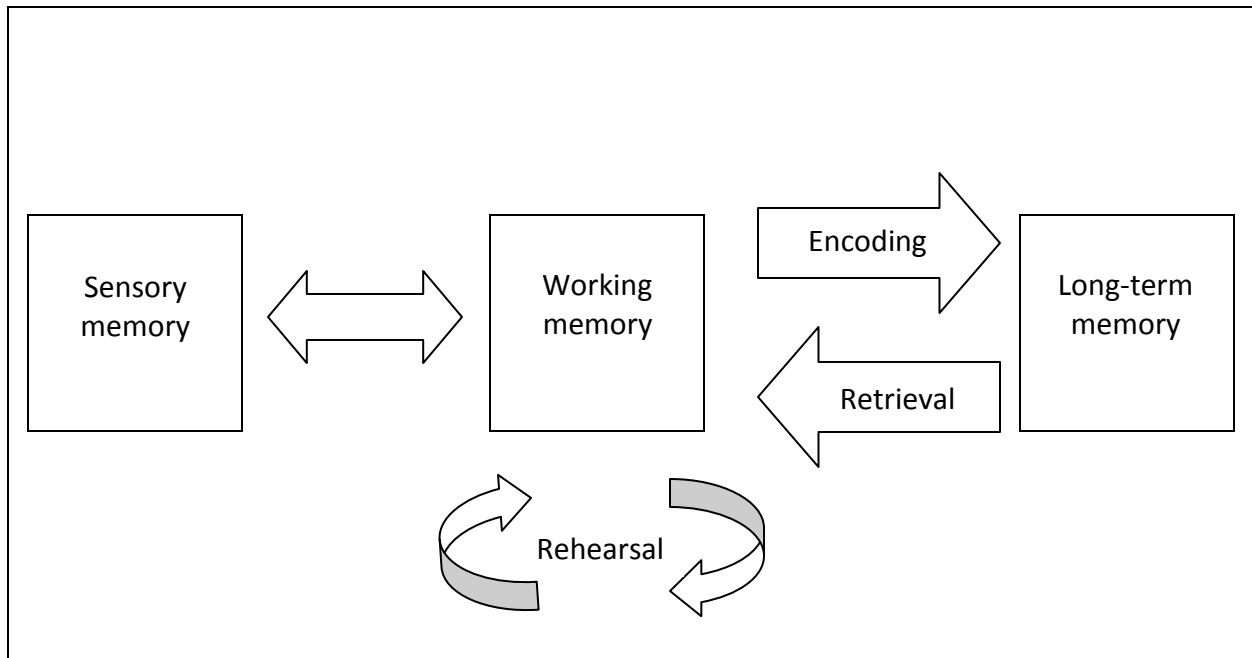 Sensory
memory
Working
memory
Encoding
Retrieval
Long-term
memory
Rehearsal